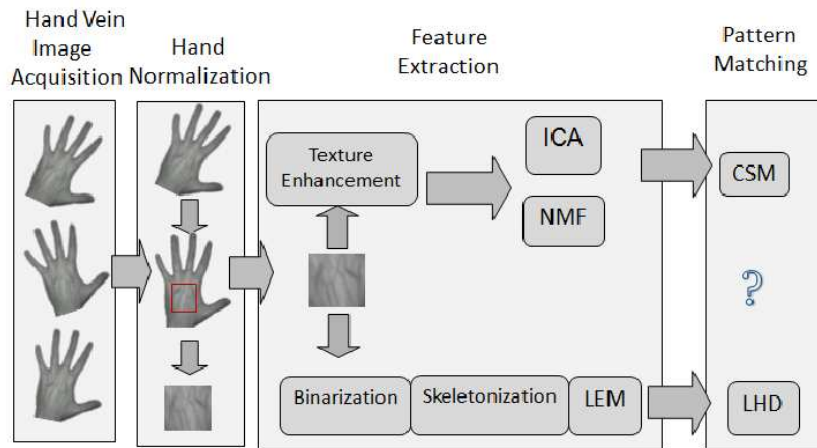 Hand Vein
Image
Acquisition
Hand
Normalization
Feature
Extraction
Pattern
Matching
Texture
Enhancement
ICA
NMF
CSM
?
Binarization
Skeletonization
LEM
LHD